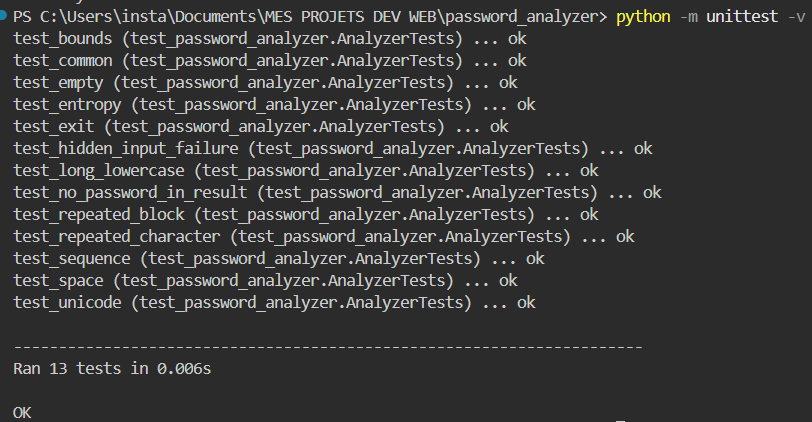 PS C:\Users\insta\Documents\MES PROJETS DEV WEB\password_analyzer> python -m unittest -v
test_bounds (test_password_analyzer.AnalyzerTests) ... ok
test_common (test_password_analyzer.AnalyzerTests) ... ok
test_empty (test_password_analyzer.AnalyzerTests) ... ok
test_entropy (test_password_analyzer.AnalyzerTests) ... ok
test_exit (test_password_analyzer.AnalyzerTests) ... ok
test_hidden_input_failure (test_password_analyzer.AnalyzerTests) ... ok
test_long_lowercase (test_password_analyzer.AnalyzerTests) ... ok
test_no_password_in_result (test_password_analyzer.AnalyzerTests) ... ok
test_repeated_block (test_password_analyzer.AnalyzerTests) ... ok
test_repeated_character (test_password_analyzer.AnalyzerTests) ... ok
test_sequence (test_password_analyzer.AnalyzerTests) ... ok
test_space (test_password_analyzer.AnalyzerTests) ... ok
test_unicode (test_password_analyzer.AnalyzerTests) ... ok
----------------------------------------------------------------------
Ran 13 tests in 0.006s
OK